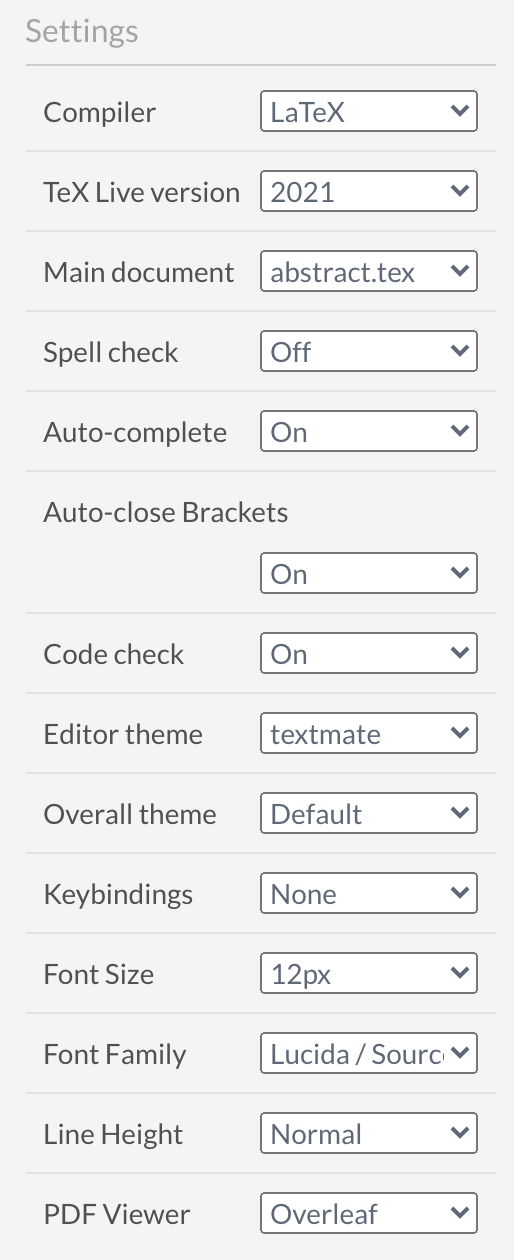 Settings
Compiler LaTeX
TeX Live version 2021
Main document abstract.tex
Spell check Off
Auto-complete On
Auto-close Brackets
On
Code check On
Editor theme textmate
Overall theme Default
Keybindings None
Font Size 12px
Font Family Lucida / Sourc
Line Height Normal
PDF Viewer Overleaf